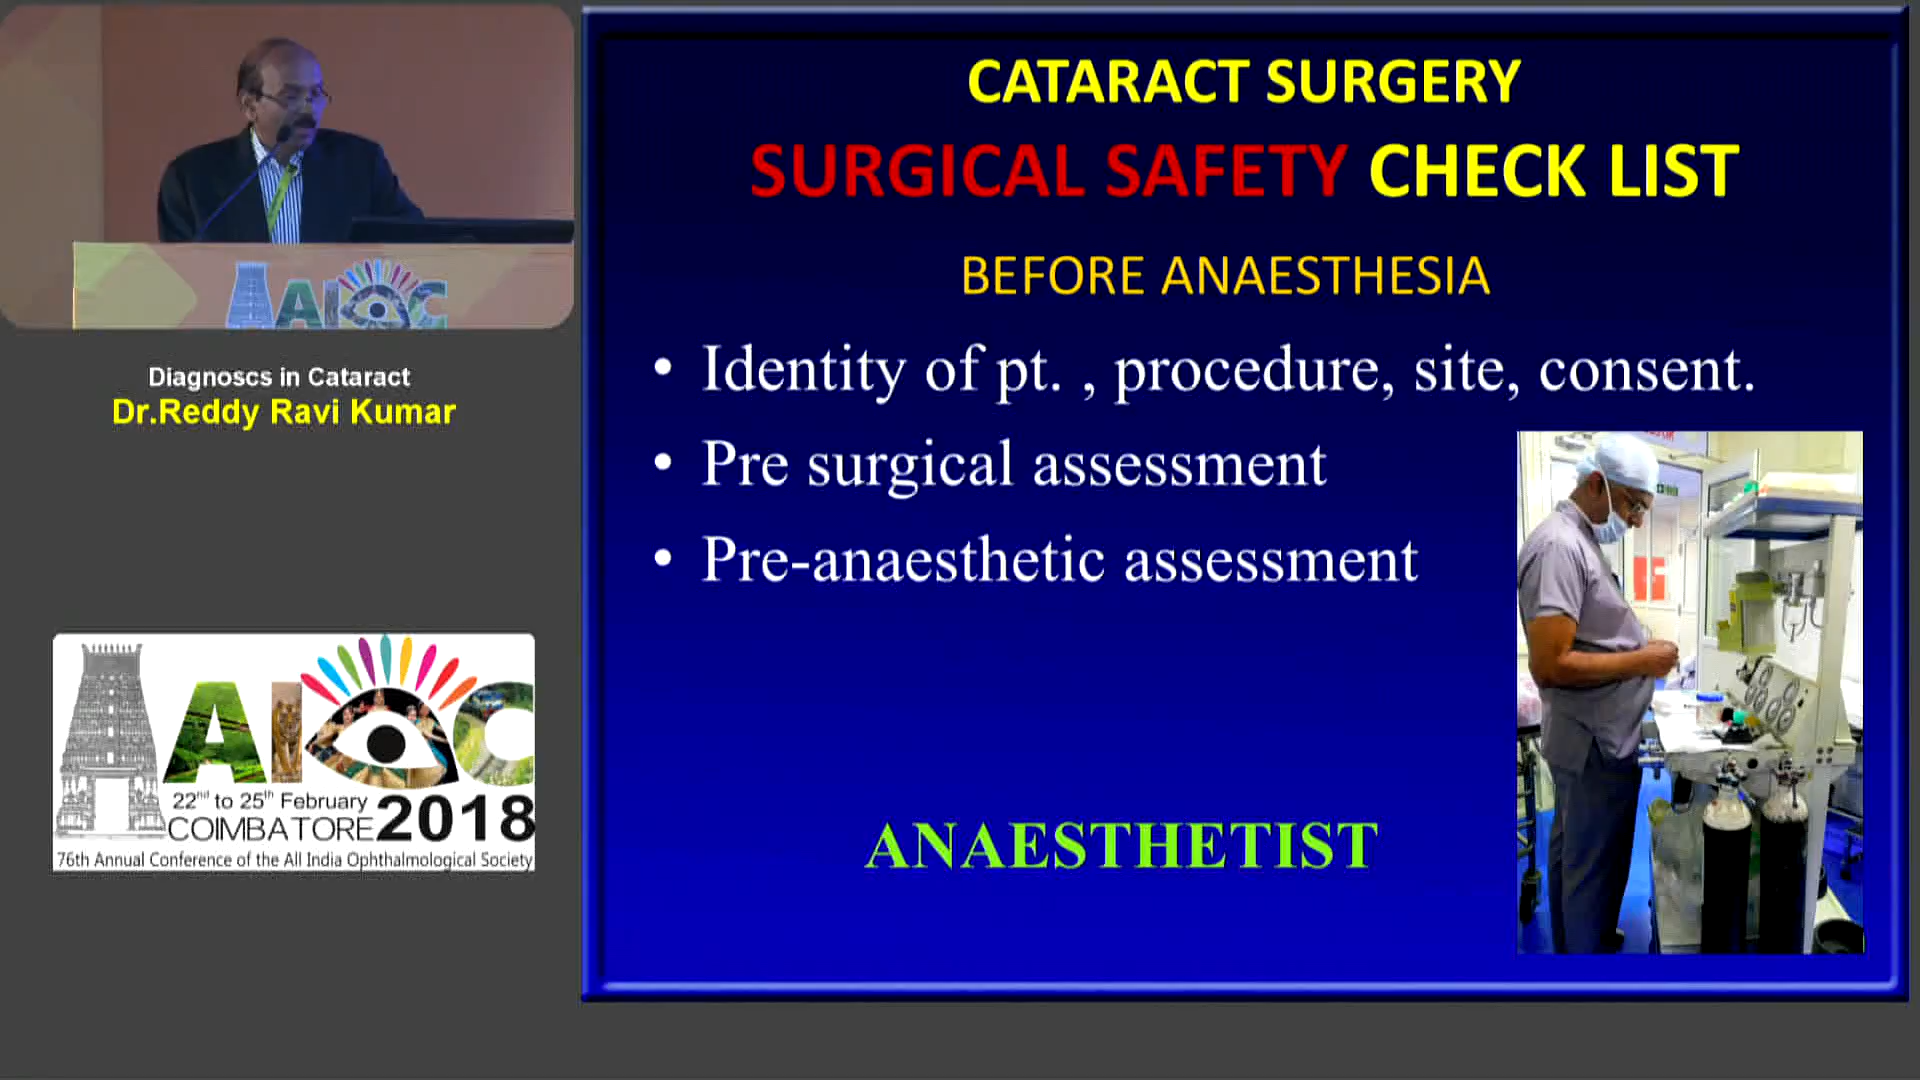 AIOC
Diagnoscs in Cataract
Dr.Reddy Ravi Kumar
AIOC
22nd to 25th February
COIMBATORE 2018
76th Annual Conference of the All India Ophthalmological Society
CATARACT SURGERY
SURGICAL SAFETY CHECK LIST
BEFORE ANAESTHESIA
• Identity of pt. , procedure, site, consent.
• Pre surgical assessment
• Pre-anaesthetic assessment
ANAESTHETIST